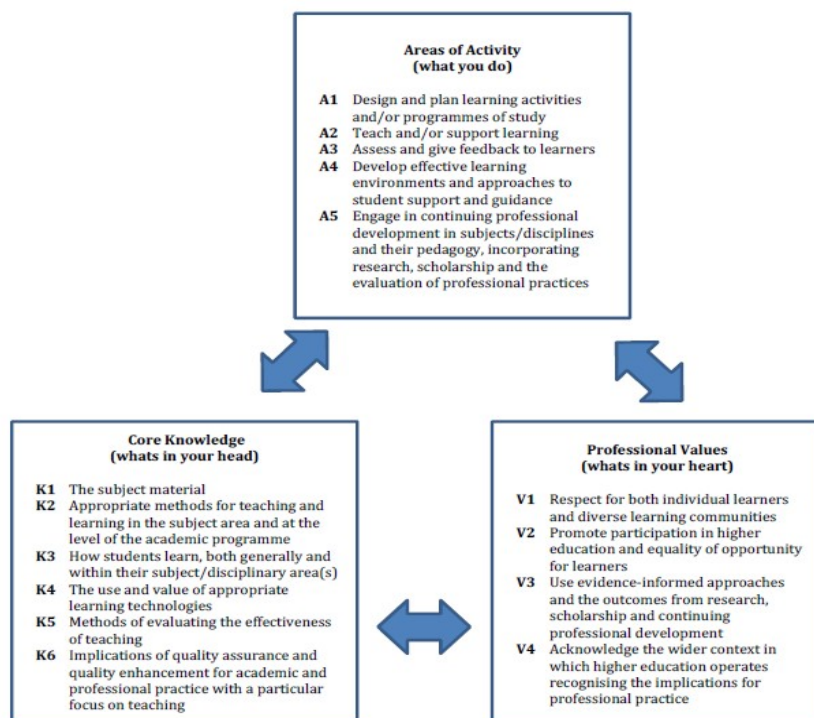 Areas of Activity
(what you do)
A1 Design and plan learning activities
and/or programmes of study
A2 Teach and/or support learning
A3 Assess and give feedback to learners
A4 Develop effective learning
environments and approaches to
student support and guidance
A5 Engage in continuing professional
development in subjects/disciplines
and their pedagogy, incorporating
research, scholarship and the
evaluation of professional practices
Core Knowledge
(whats in your head)
K1 The subject material
K2 Appropriate methods for teaching and
learning in the subject area and at the
level of the academic programme
K3 How students learn, both generally and
within their subject/disciplinary area(s)
K4 The use and value of appropriate
learning technologies
K5 Methods of evaluating the effectiveness
of teaching
K6 Implications of quality assurance and
quality enhancement for academic and
professional practice with a particular
focus on teaching
Professional Values
(whats in your heart)
V1 Respect for both individual learners
and diverse learning communities
V2 Promote participation in higher
education and equality of opportunity
for learners
V3 Use evidence-informed approaches
and the outcomes from research,
scholarship and continuing
professional development
V4 Acknowledge the wider context in
which higher education operates
recognising the implications for
professional practice